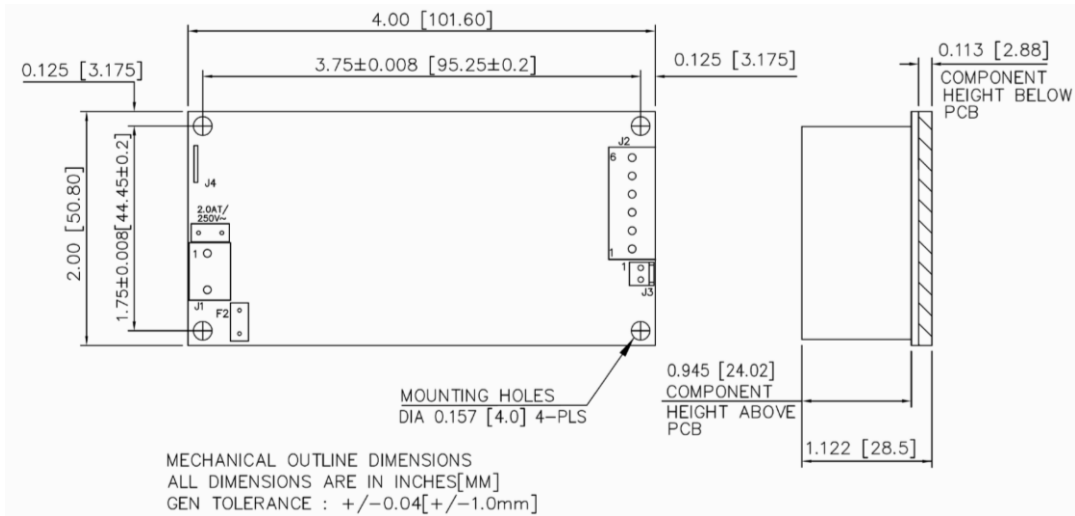 4.00 [101.60]
0.113 [2.88]
COMPONENT
HEIGHT BELOW
PCB
0.125 [3.175]
3.75±0.008 [95.25±0.2]
0.125 [3.175]
2.00 [50.80]
1.75±0.008[44.45±0.2]
J4
2.0AT/
250V~
1
J1
F2
J2
6
1
1
J3
MOUNTING HOLES
DIA 0.157 [4.0] 4-PLS
0.945 [24.02]
COMPONENT
HEIGHT ABOVE
PCB
1.122 [28.5]
MECHANICAL OUTLINE DIMENSIONS
ALL DIMENSIONS ARE IN INCHES[MM]
GEN TOLERANCE : +/-0.04[+/-1.0mm]